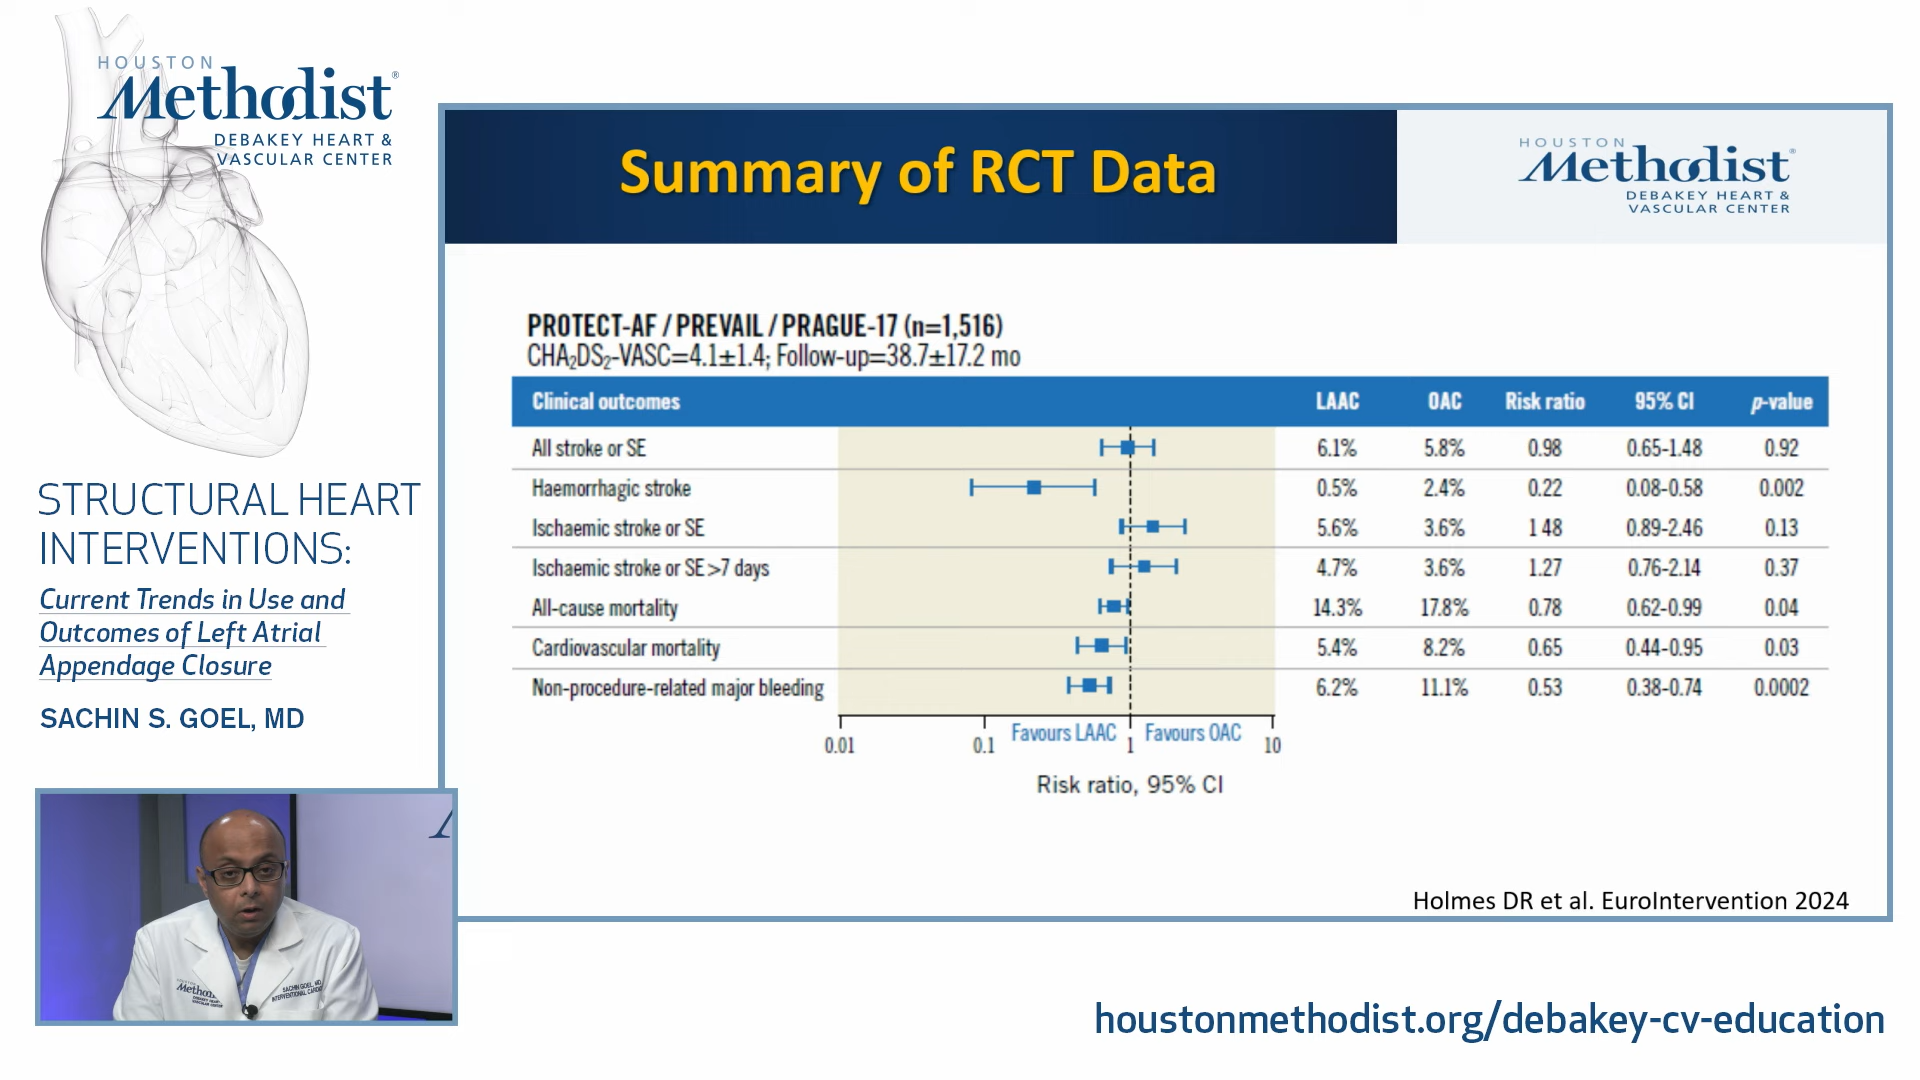 HOUSTON
Methodist®
DEBAKEY HEART &
VASCULAR CENTER
STRUCTURAL HEART
INTERVENTIONS:
Current Trends in Use and
Outcomes of Left Atrial
Appendage Closure
SACHIN S. GOEL, MD
Summary of RCT Data
HOUSTON
Methodist®
DEBAKEY HEART &
VASCULAR CENTER
PROTECT-AF / PREVAIL / PRAGUE-17 (n=1,516)
CHA₂DS₂-VASC=4.1±1.4; Follow-up=38.7±17.2 mo
Clinical outcomes LAAC OAC Risk ratio 95% CI p-value
All stroke or SE 6.1% 5.8% 0.98 0.65-1.48 0.92
Haemorrhagic stroke 0.5% 2.4% 0.22 0.08-0.58 0.002
Ischaemic stroke or SE 5.6% 3.6% 1 48 0.89-2.46 0.13
Ischaemic stroke or SE >7 days 4.7% 3.6% 1.27 0.76-2.14 0.37
All-cause mortality 14.3% 17.8% 0.78 0.62-0.99 0.04
Cardiovascular mortality 5.4% 8.2% 0.65 0.44-0.95 0.03
Non-procedure-related major bleeding 6.2% 11.1% 0.53 0.38-0.74 0.0002
Favours LAAC Favours OAC
0.01 0.1 1 10
Risk ratio, 95% CI
Holmes DR et al. EuroIntervention 2024
SACHIN GOEL, MD
houstonmethodist.org/debakey-cv-education